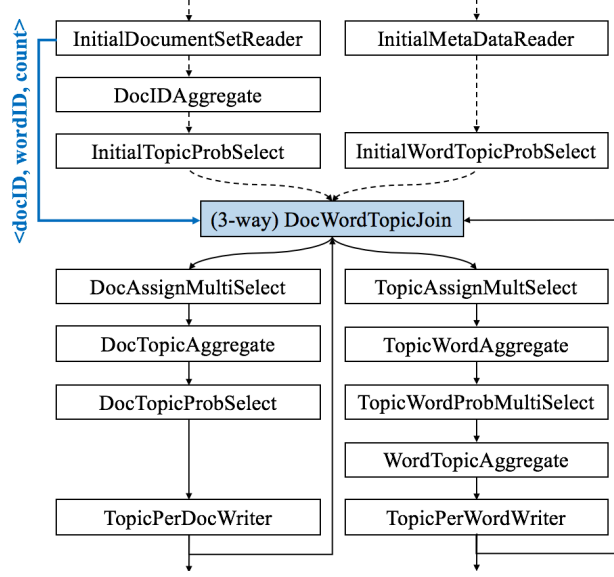 <docID, wordID, count>
InitialDocumentSetReader
InitialMetaDataReader
DocIDAggregate
InitialTopicProbSelect
InitialWordTopicProbSelect
(3-way) DocWordTopicJoin
DocAssignMultiSelect
TopicAssignMultSelect
DocTopicAggregate
TopicWordAggregate
DocTopicProbSelect
TopicWordProbMultiSelect
WordTopicAggregate
TopicPerDocWriter
TopicPerWordWriter